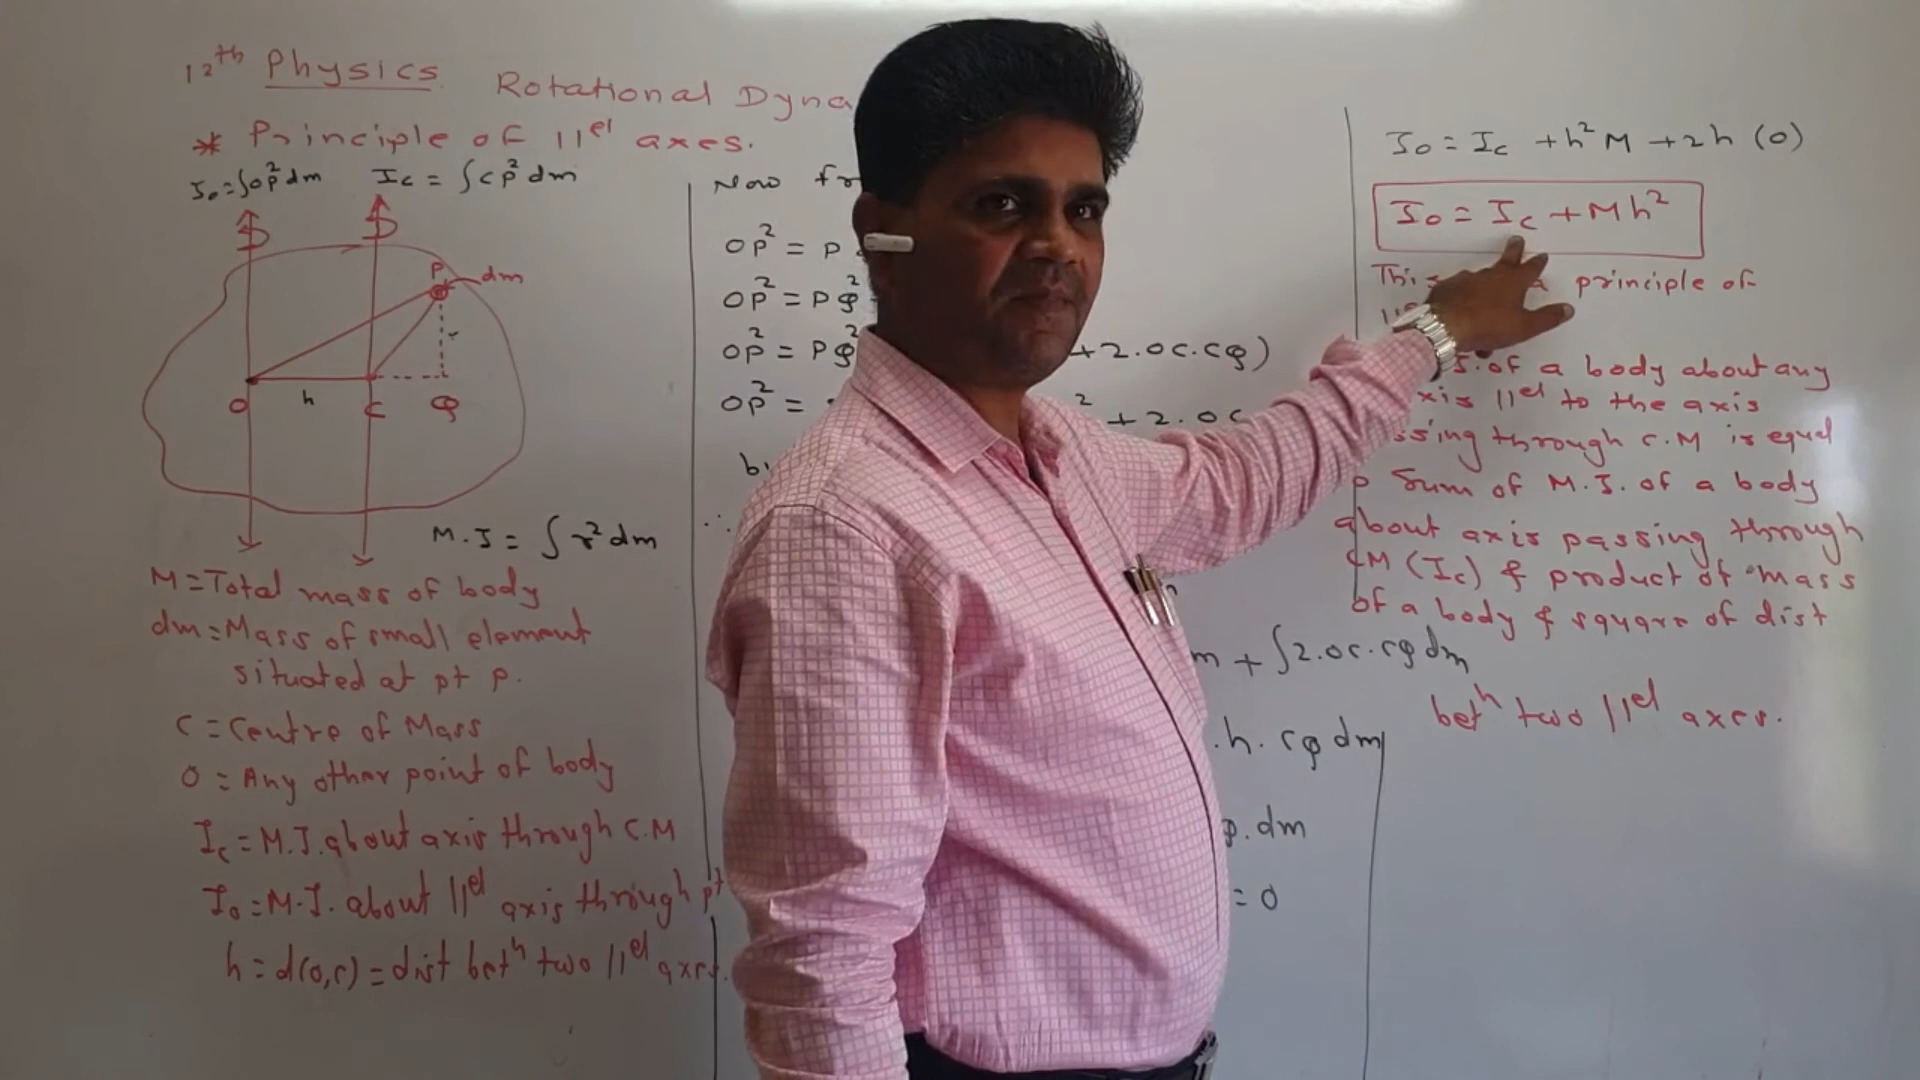 12th Physics Rotational Dyna
* Principle of 11el axes.
Io = ∫op² dm Ic = ∫cp² dm
P dm
r
O h C Q
M.I = ∫ r² dm
M = Total mass of body
dm = Mass of small element
situated at pt p.
C = Centre of Mass
O = Any other point of body
Ic = M.I. about axis through C.M
Io = M.I. about 11el axis through pt
h = d(o,c) = dist betn two 11el axes.
Now
OP² = P
OP² = PQ²
OP² = PQ² +2.OC.CQ)
OP² = ² + 2.OC
∴
m + ∫2.OC.CQ dm
.h. CQ dm
.dm
= 0
Io = Ic + h² M + 2h (0)
Io = Ic + Mh²
This a principle of
of a body about any
xis 11el to the axis
ssing through C.M is equal
Sum of M.I. of a body
about axis passing through
CM (Ic) & product of mass
of a body & square of dist
betn two 11el axes.